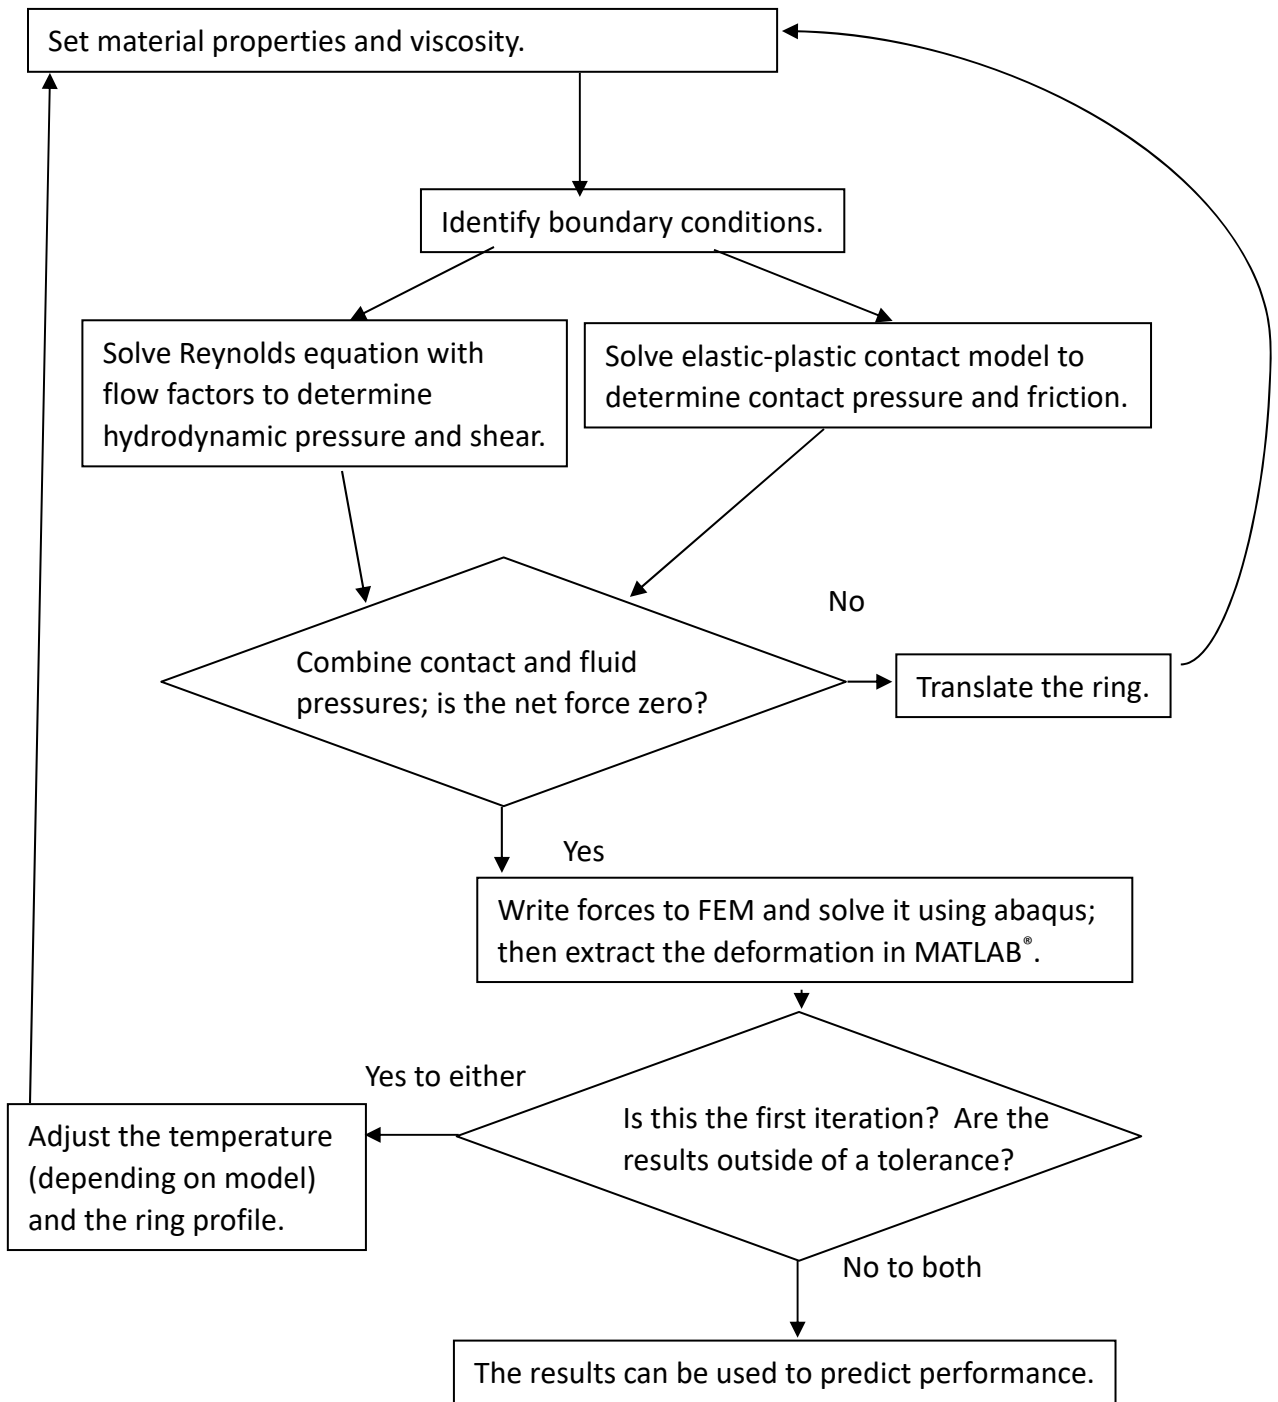 Set material properties and viscosity.
Identify boundary conditions.
Solve Reynolds equation with
flow factors to determine
hydrodynamic pressure and shear.
Solve elastic-plastic contact model to
determine contact pressure and friction.
No
Combine contact and fluid
pressures; is the net force zero?
Translate the ring.
Yes
Write forces to FEM and solve it using abaqus;
then extract the deformation in MATLAB®.
Yes to either
Is this the first iteration?  Are the
results outside of a tolerance?
Adjust the temperature
(depending on model)
and the ring profile.
No to both
The results can be used to predict performance.